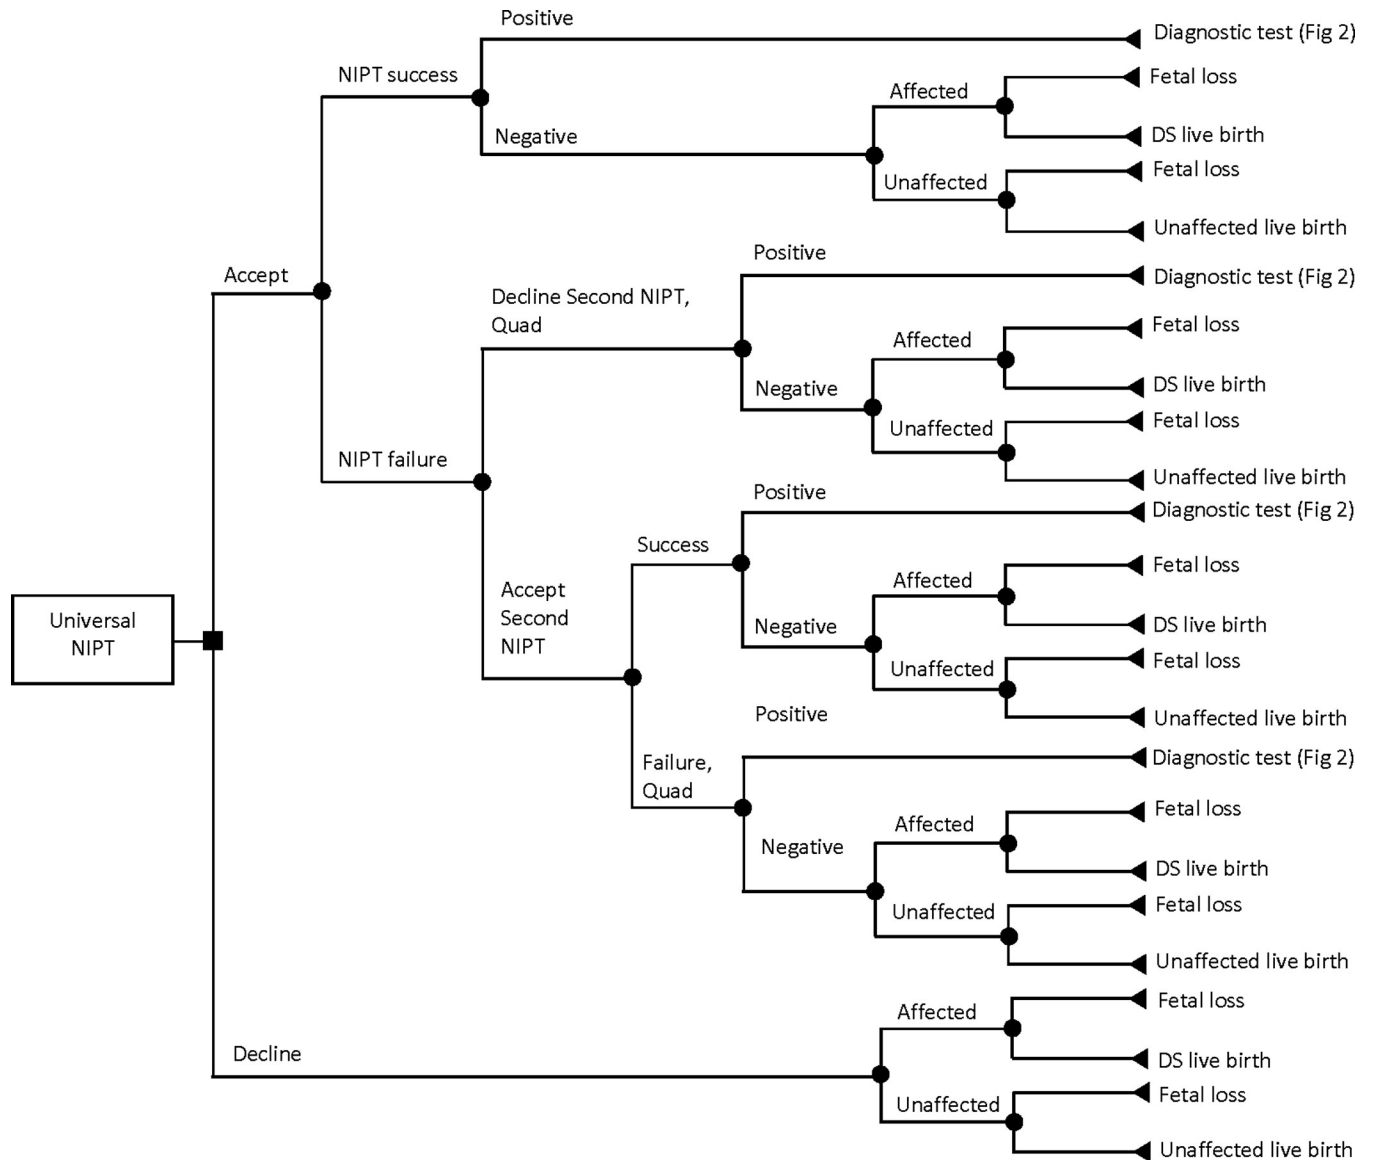 Positive
Diagnostic test (Fig 2)
NIPT success
Fetal loss
Affected
Negative
DS live birth
Fetal loss
Unaffected
Unaffected live birth
Positive
Accept
Diagnostic test (Fig 2)
Decline Second NIPT,
Quad
Fetal loss
Affected
DS live birth
Negative
Fetal loss
Unaffected
NIPT failure
Unaffected live birth
Positive
Diagnostic test (Fig 2)
Success
Fetal loss
Affected
Accept
Second
NIPT
DS live birth
Negative
Universal
NIPT
Fetal loss
Unaffected
Unaffected live birth
Positive
Diagnostic test (Fig 2)
Failure,
Quad
Fetal loss
Affected
Negative
DS live birth
Fetal loss
Unaffected
Unaffected live birth
Fetal loss
Affected
Decline
DS live birth
Fetal loss
Unaffected
Unaffected live birth